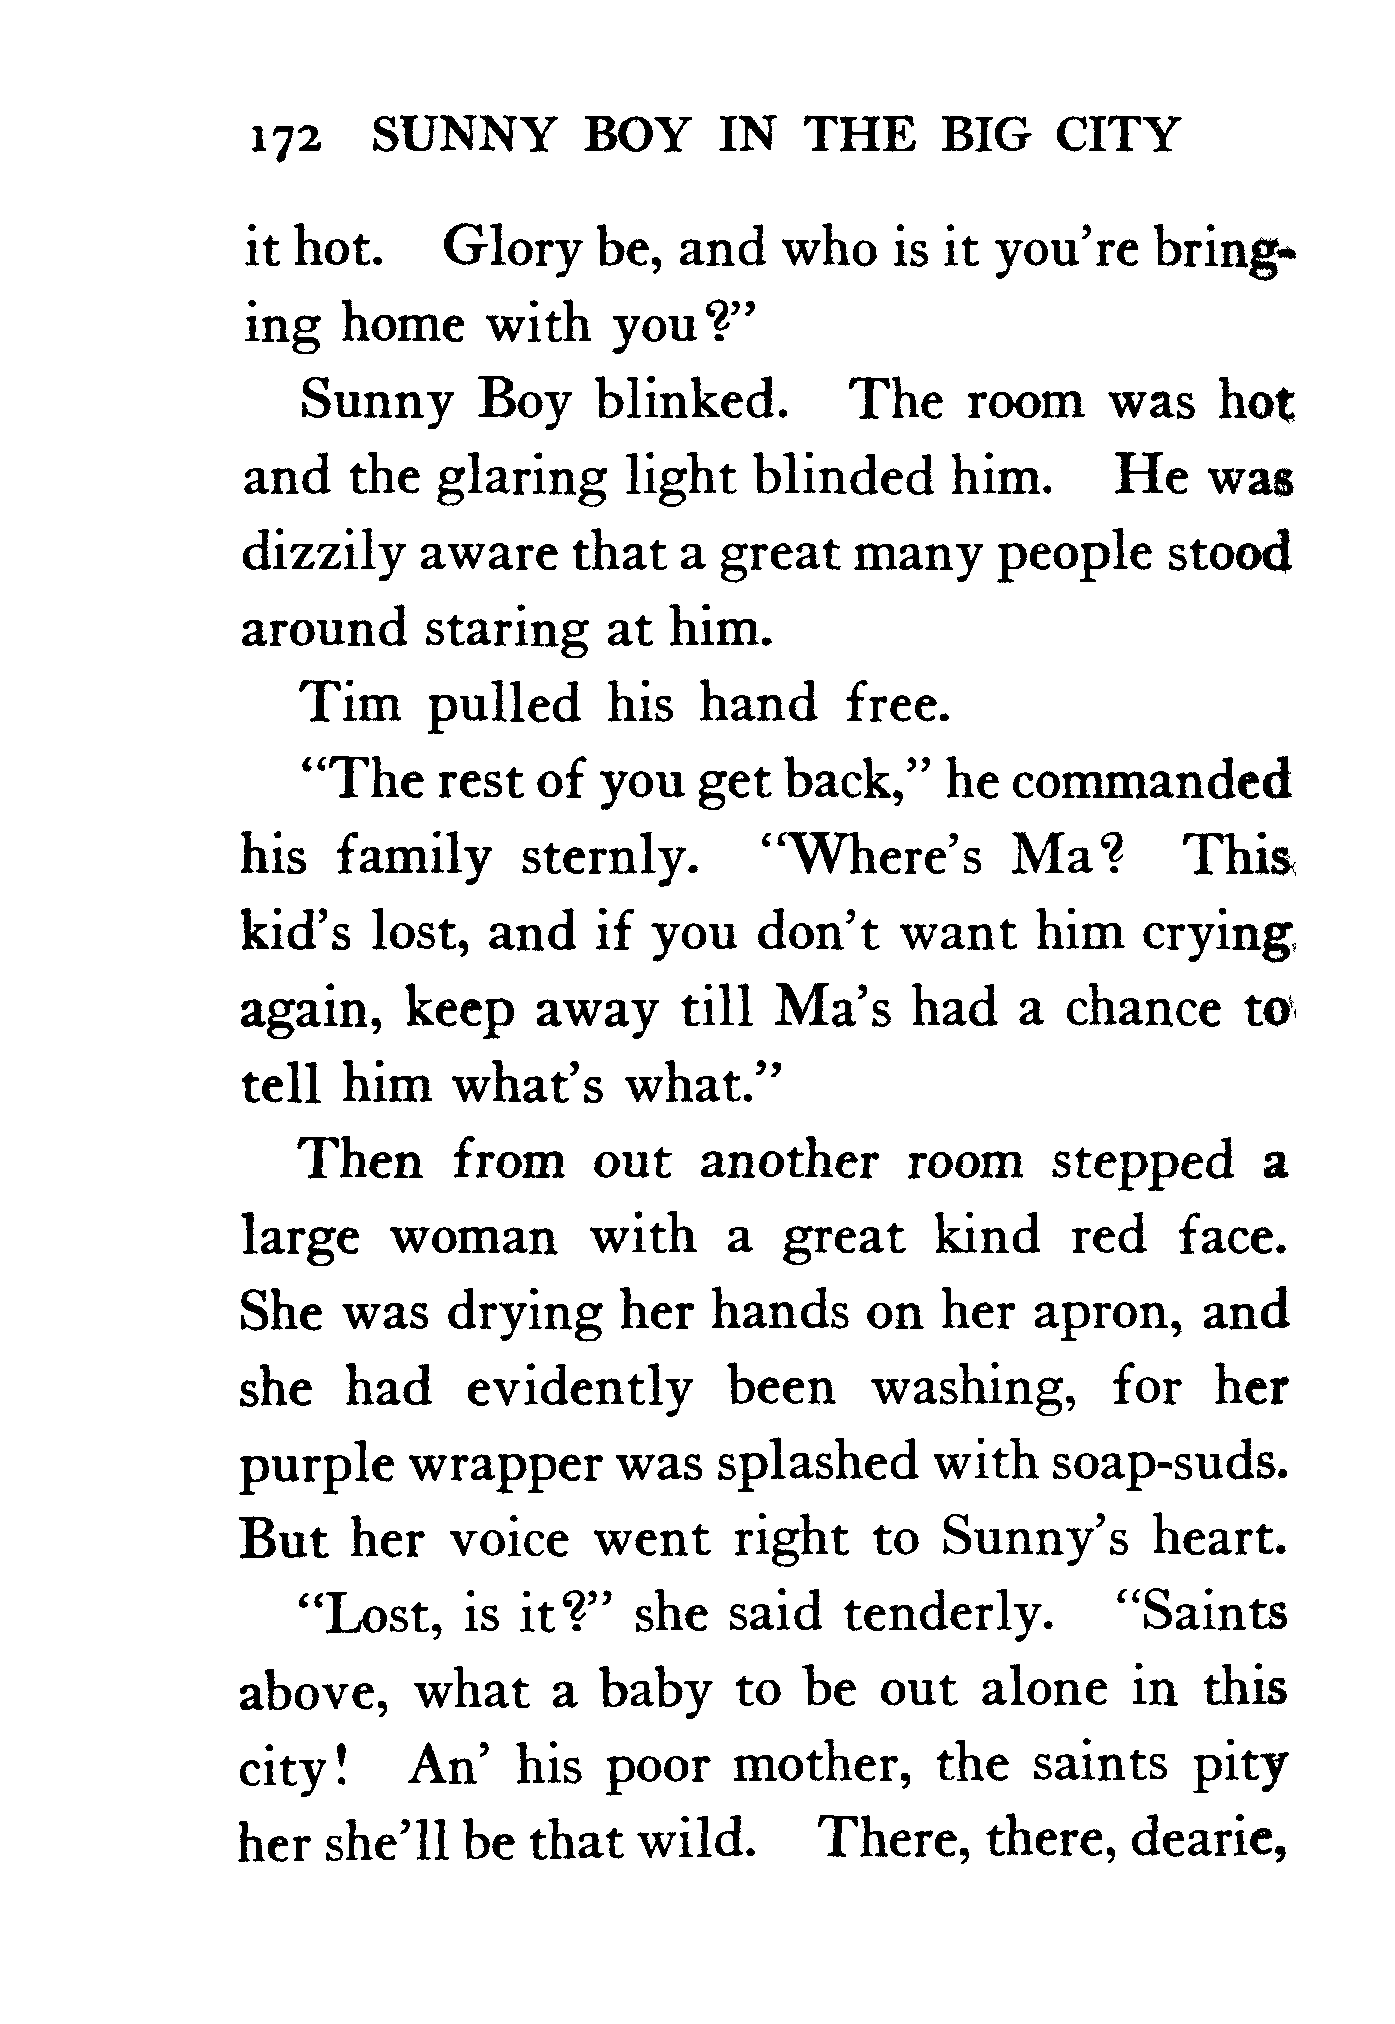 172 SUNNY BOY IN THE BIG CITY
it hot. Glory be, and who is it you're bring-
ing home with you?"
Sunny Boy blinked. The room was hot
and the glaring light blinded him. He was
dizzily aware that a great many people stood
around staring at him.
Tim pulled his hand free.
"The rest of you get back," he commanded
his family sternly. "Where's Ma? This
kid's lost, and if you don't want him crying
again, keep away till Ma's had a chance to
tell him what's what."
Then from out another room stepped a
large woman with a great kind red face.
She was drying her hands on her apron, and
she had evidently been washing, for her
purple wrapper was splashed with soap-suds.
But her voice went right to Sunny's heart.
"Lost, is it?" she said tenderly. "Saints
above, what a baby to be out alone in this
city! An' his poor mother, the saints pity
her she'll be that wild. There, there, dearie,